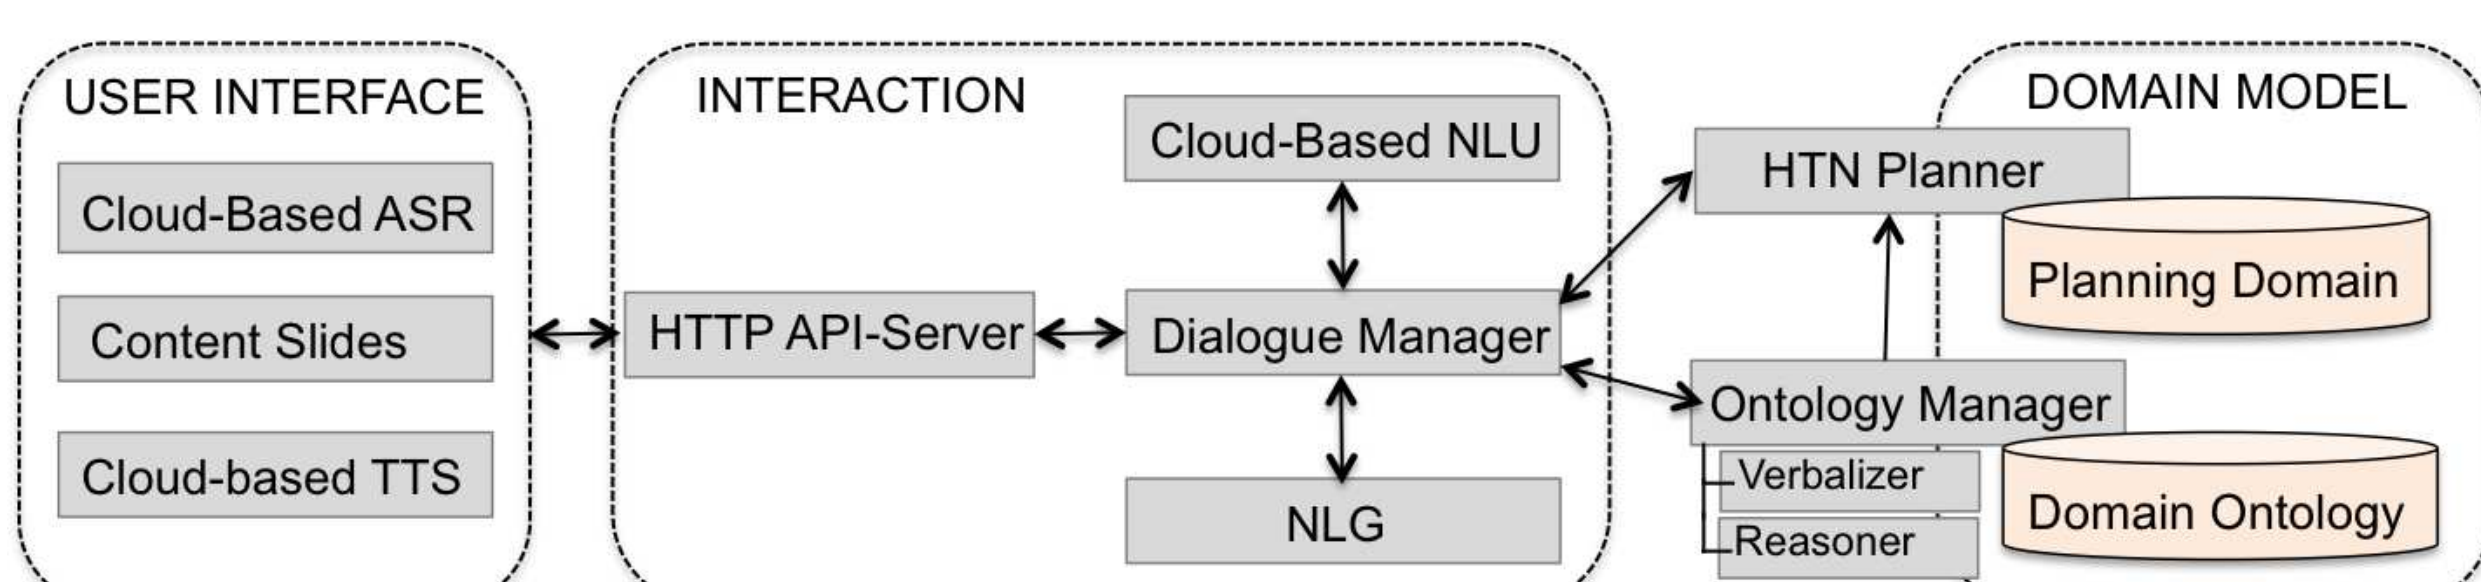 USER INTERFACE
Cloud-Based ASR
Content Slides
Cloud-based TTS
INTERACTION
Cloud-Based NLU
HTTP API-Server
Dialogue Manager
NLG
DOMAIN MODEL
HTN Planner
Planning Domain
Ontology Manager
Verbalizer
Reasoner
Domain Ontology